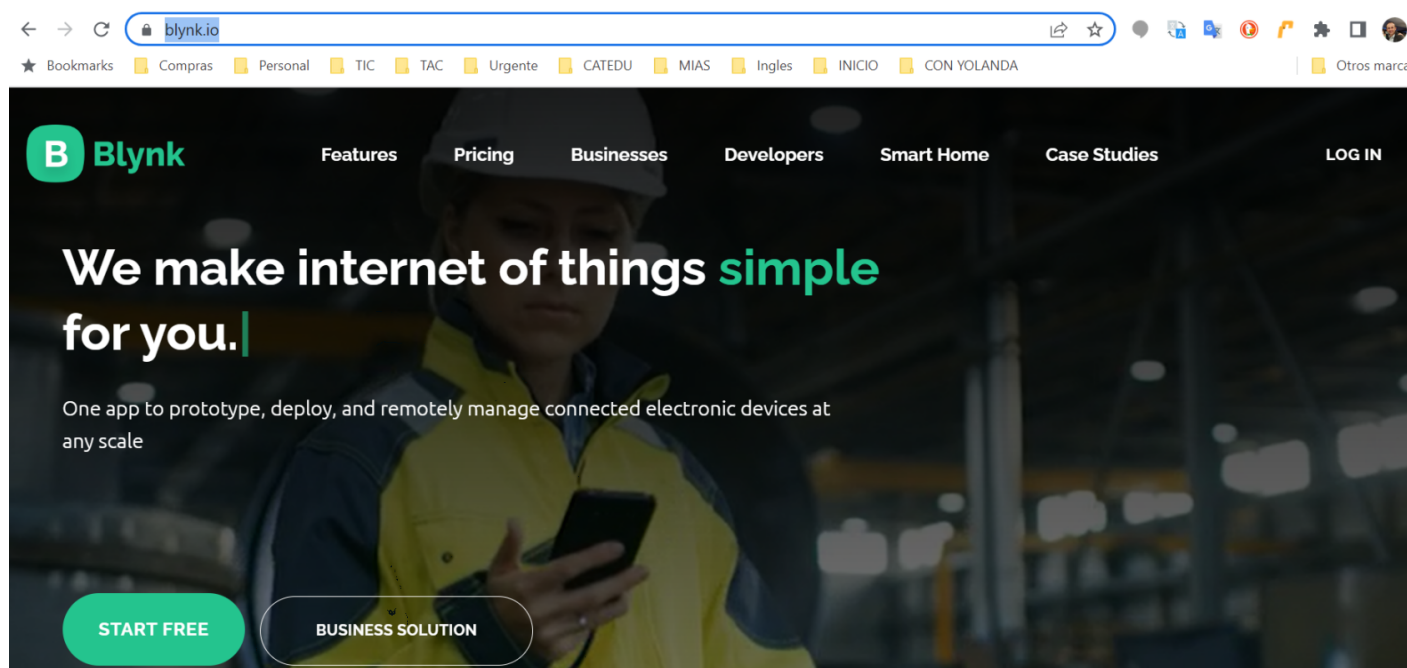 blynk.io
Bookmarks Compras Personal TIC TAC Urgente CATEDU MIAS Ingles INICIO CON YOLANDA Otros marca
B Blynk Features Pricing Businesses Developers Smart Home Case Studies LOG IN
We make internet of things simple
for you.
One app to prototype, deploy, and remotely manage connected electronic devices at
any scale
START FREE BUSINESS SOLUTION